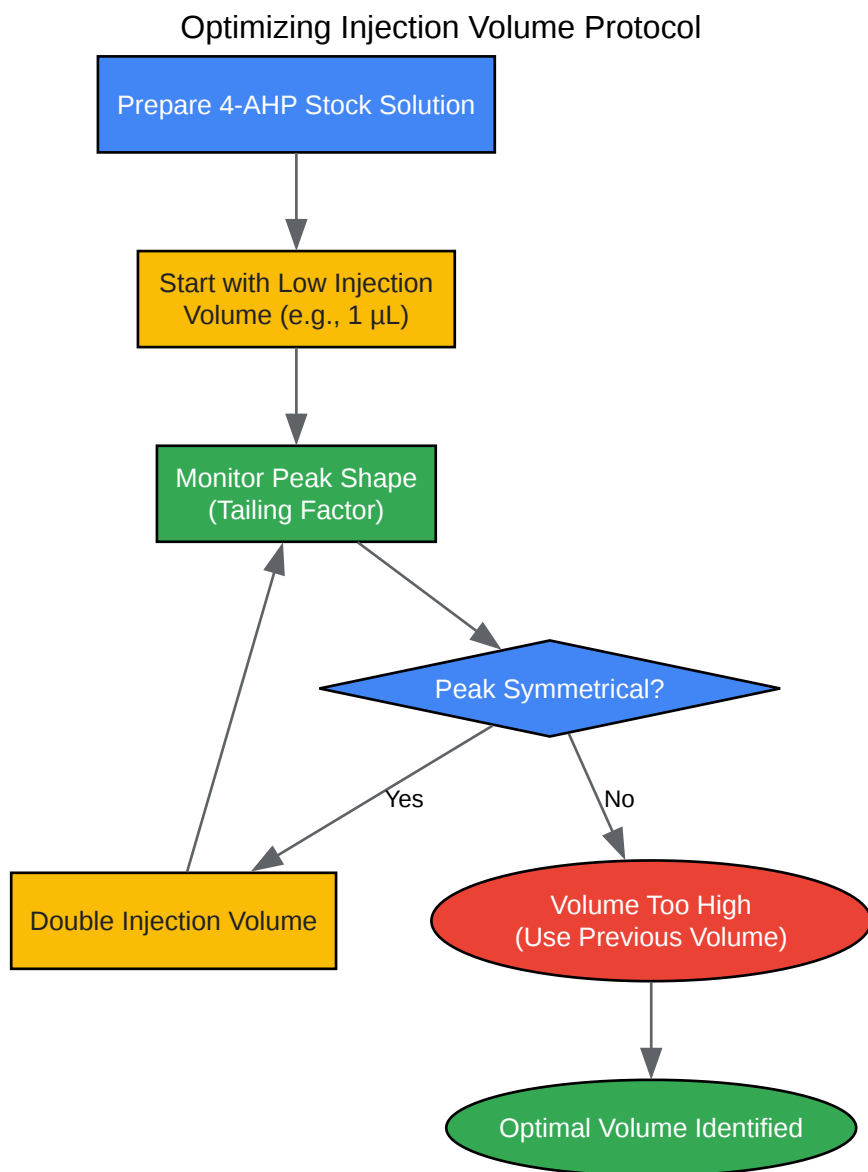 Optimizing Injection Volume Protocol
Prepare 4-AHP Stock Solution
Start with Low Injection
Volume (e.g., 1 µL)
Monitor Peak Shape
(Tailing Factor)
Peak Symmetrical?
Yes
No
Double Injection Volume
Volume Too High
(Use Previous Volume)
Optimal Volume Identified